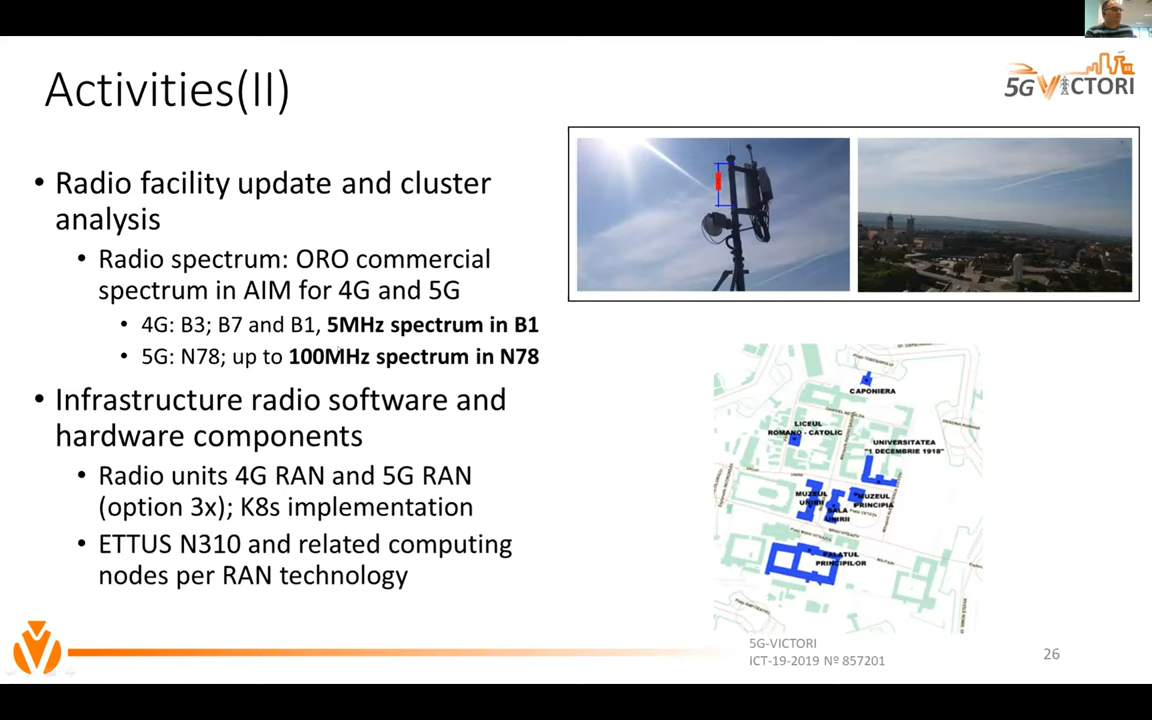 Activities(II)
5G VICTORI
• Radio facility update and cluster
analysis
• Radio spectrum: ORO commercial
spectrum in AIM for 4G and 5G
• 4G: B3; B7 and B1, 5MHz spectrum in B1
• 5G: N78; up to 100MHz spectrum in N78
• Infrastructure radio software and
hardware components
• Radio units 4G RAN and 5G RAN
(option 3x); K8s implementation
• ETTUS N310 and related computing
nodes per RAN technology
CAPONIERA
LICEUL
ROMANO - CATOLIC
UNIVERSITATEA
"1 DECEMBRIE 1918"
MUZEUL
UNIRII
MUZEUL
PRINCIPIA
SALA
UNIRII
PALATUL
PRINCIPILOR
5G-VICTORI
ICT-19-2019 Nº 857201
26